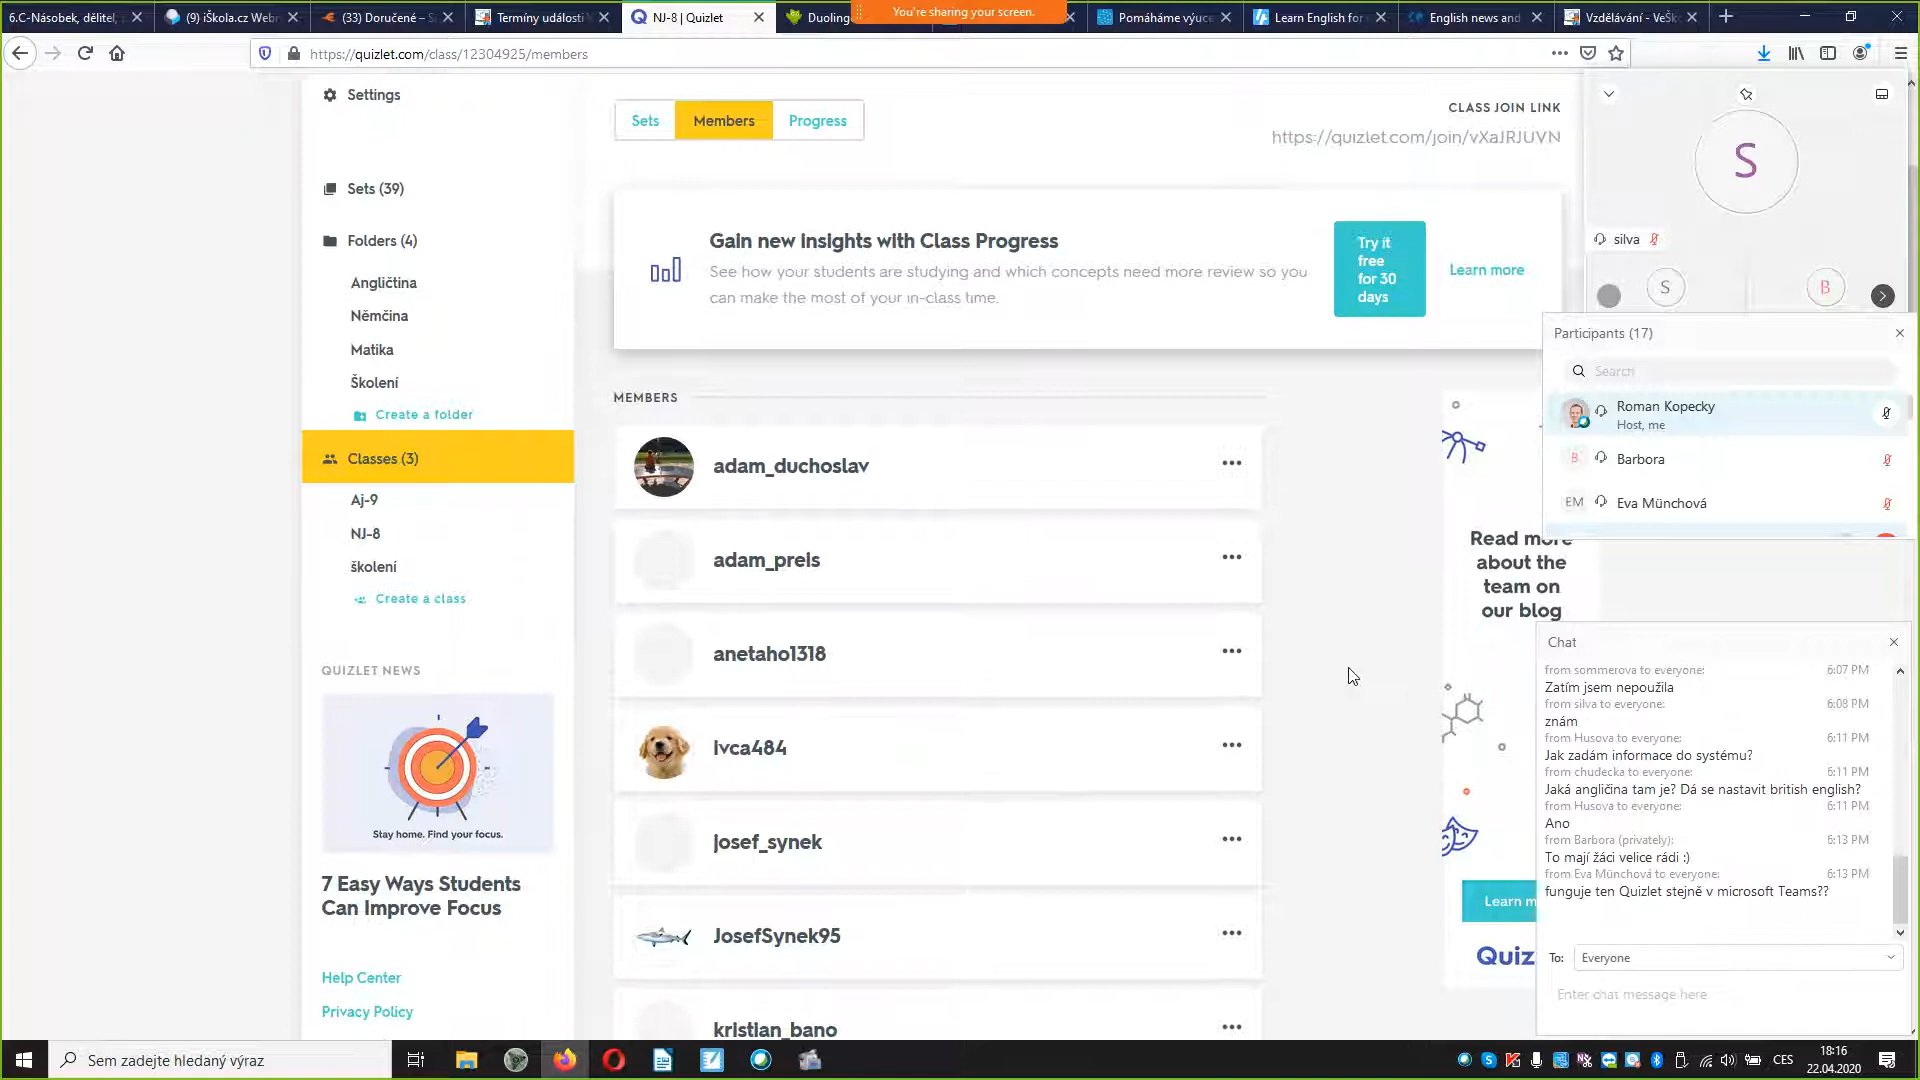 6.C-Násobek, dělitel,
(9) iŠkola.cz Webn
(33) Doručené – S
Termíny událostí
NJ-8 | Quizlet
Duoling
You're sharing your screen.
Pomáháme výuce
Learn English for
English news and
Vzdělávání - VeŠk
https://quizlet.com/class/12304925/members
Settings
Sets (39)
Folders (4)
Angličtina
Němčina
Matika
Školení
Create a folder
Classes (3)
Aj-9
NJ-8
školení
Create a class
QUIZLET NEWS
Stay home. Find your focus.
7 Easy Ways Students
Can Improve Focus
Help Center
Privacy Policy
Sets
Members
Progress
CLASS JOIN LINK
https://quizlet.com/join/vXaJRJUVN
Gain new insights with Class Progress
See how your students are studying and which concepts need more review so you
can make the most of your in-class time.
Try it
free
for 30
days
Learn more
MEMBERS
adam_duchoslav
adam_preis
anetaho1318
ivca484
josef_synek
JosefSynek95
kristian_bano
Read more
about the
team on
our blog
Learn m
Quiz
S
silva
S
B
Participants (17)
Search
Roman Kopecky
Host, me
B
Barbora
EM
Eva Münchová
Chat
from sommerova to everyone: 6:07 PM
Zatím jsem nepoužila
from silva to everyone: 6:08 PM
znám
from Husova to everyone: 6:11 PM
Jak zadám informace do systému?
from chudecka to everyone: 6:11 PM
Jaká angličina tam je? Dá se nastavit british english?
from Husova to everyone: 6:11 PM
Ano
from Barbora (privately): 6:13 PM
To mají žáci velice rádi :)
from Eva Münchová to everyone: 6:13 PM
funguje ten Quizlet stejně v microsoft Teams??
To:
Everyone
Enter chat message here
Sem zadejte hledaný výraz
CES
18:16
22.04.2020